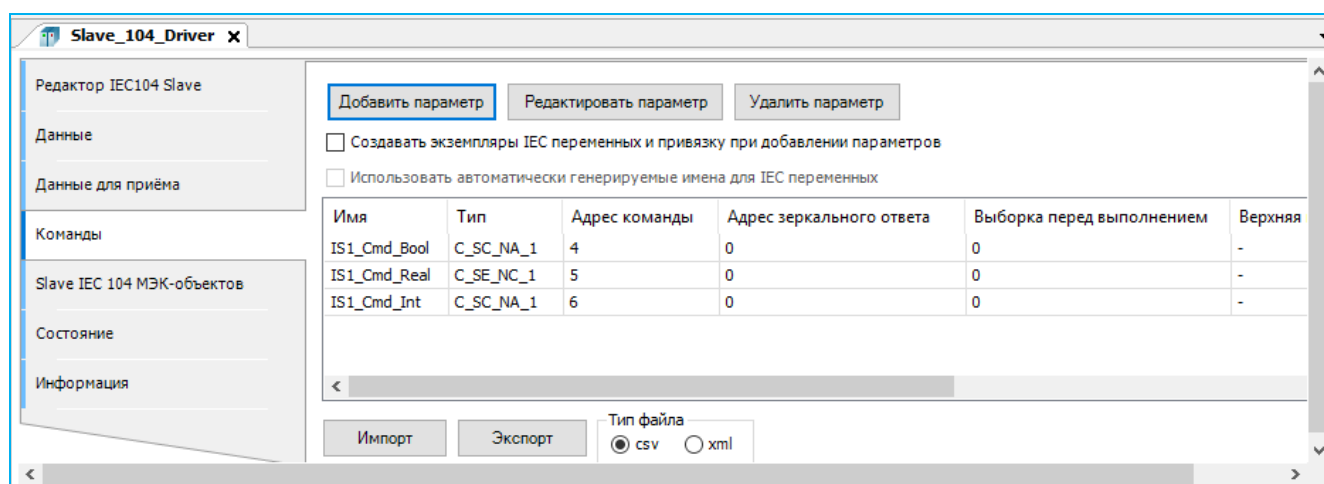 Slave_104_Driver x
Редактор IEC104 Slave
Данные
Данные для приёма
Команды
Slave IEC 104 МЭК-объектов
Состояние
Информация
Добавить параметр Редактировать параметр Удалить параметр
Создавать экземпляры IEC переменных и привязку при добавлении параметров
Использовать автоматически генерируемые имена для IEC переменных
Имя Тип Адрес команды Адрес зеркального ответа Выборка перед выполнением Верхняя
IS1_Cmd_Bool C_SC_NA_1 4 0 0 -
IS1_Cmd_Real C_SE_NC_1 5 0 0 -
IS1_Cmd_Int C_SC_NA_1 6 0 0 -
Импорт Экспорт Тип файла
csv xml